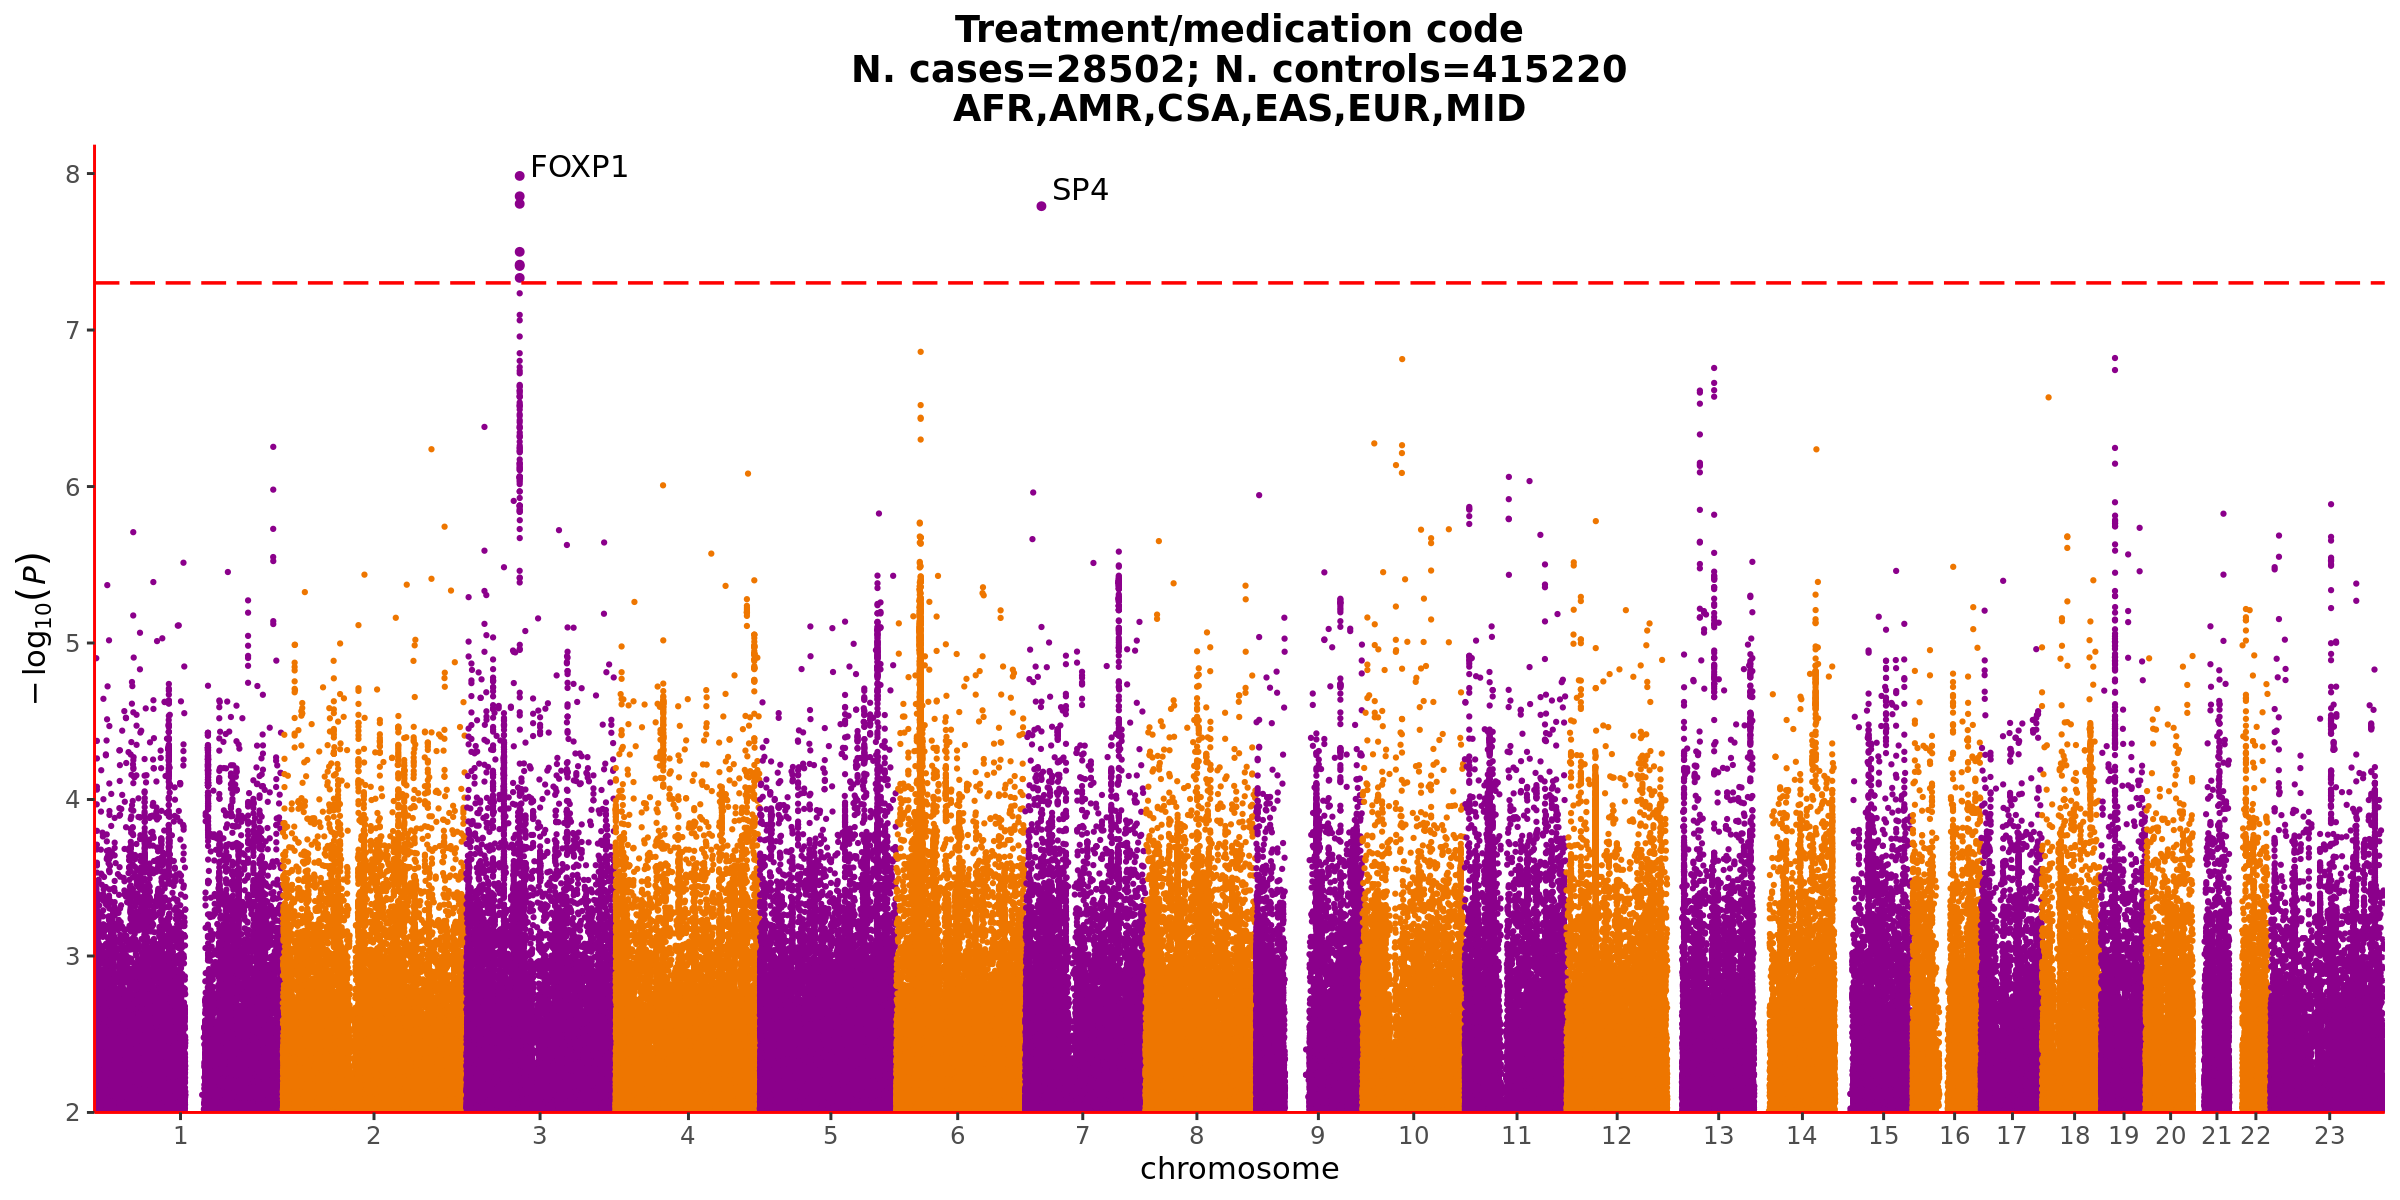 Treatment/medication code
N. cases=28502; N. controls=415220
AFR,AMR,CSA,EAS,EUR,MID
8
FOXP1
SP4
7
6
5
4
3
2
−log10(P)
1 2 3 4 5 6 7 8 9 10 11 12 13 14 15 16 17 18 19 20 21 22 23
chromosome